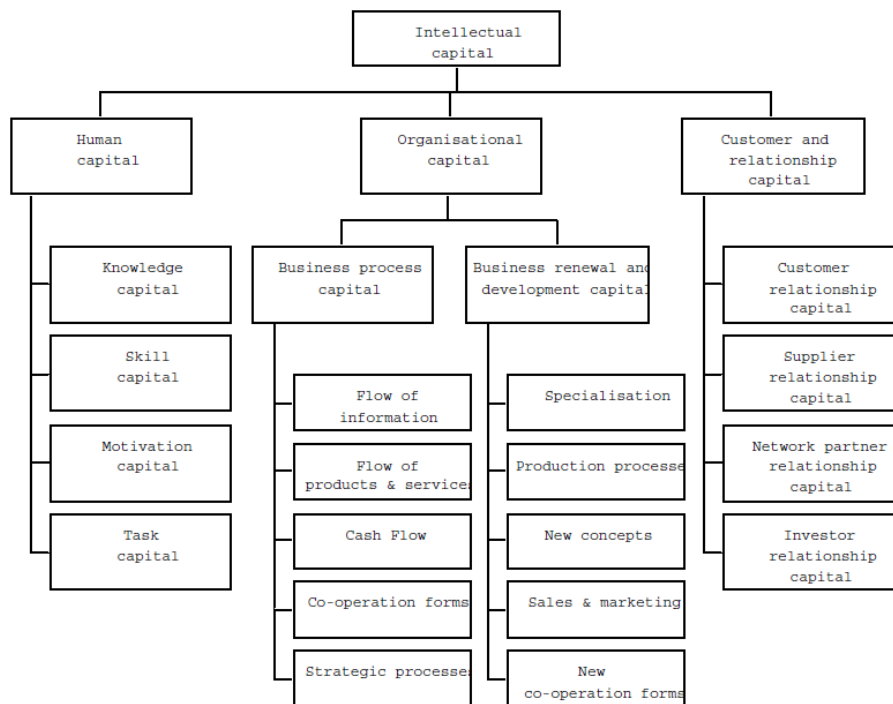 Intellectual
capital
Human
capital
Organisational
capital
Customer and
relationship
capital
Knowledge
capital
Skill
capital
Motivation
capital
Task
capital
Business process
capital
Flow of
information
Flow of
products & services
Cash Flow
Co-operation forms
Strategic processes
Business renewal and
development capital
Specialisation
Production processe
New concepts
Sales & marketing
New
co-operation forms
Customer
relationship
capital
Supplier
relationship
capital
Network partner
relationship
capital
Investor
relationship
capital